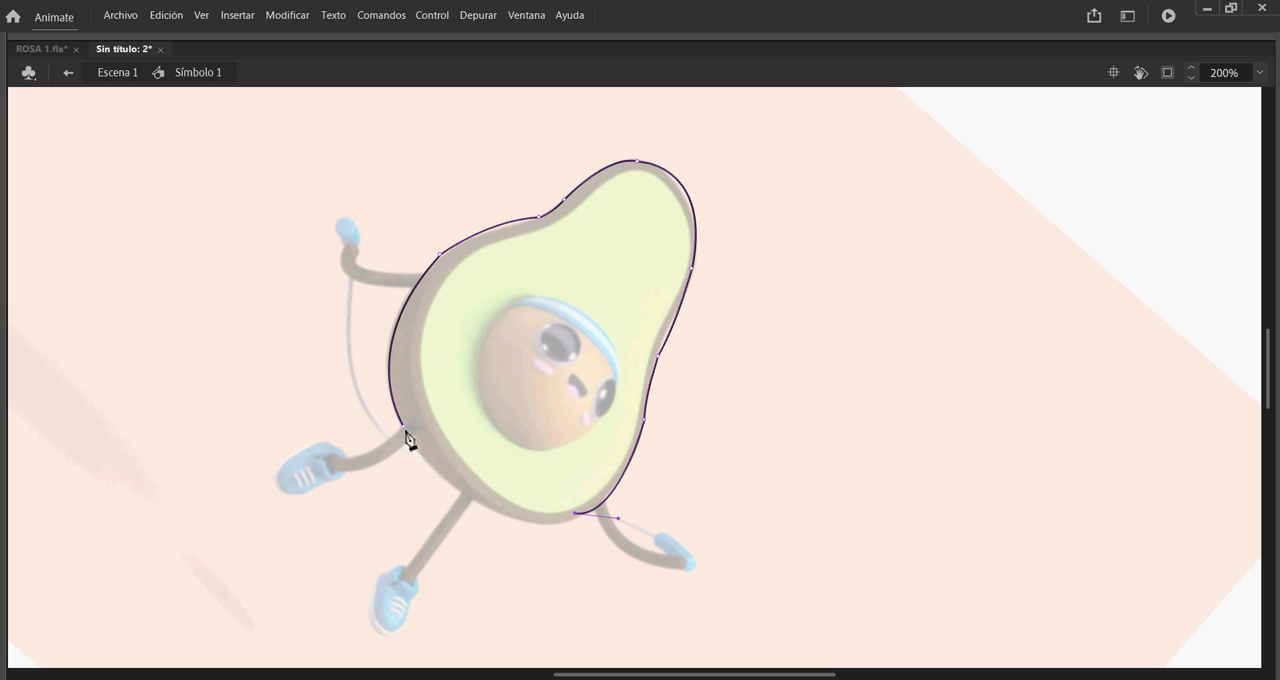 Animate Archivo Edición Ver Insertar Modificar Texto Comandos Control Depurar Ventana Ayuda
ROSA 1.fla* × Sin título: 2* ×
Escena 1 Símbolo 1 200%